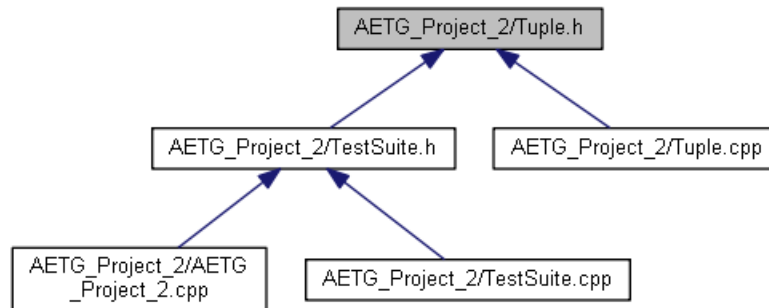 AETG_Project_2/Tuple.h
AETG_Project_2/TestSuite.h
AETG_Project_2/Tuple.cpp
AETG_Project_2/AETG
_Project_2.cpp
AETG_Project_2/TestSuite.cpp